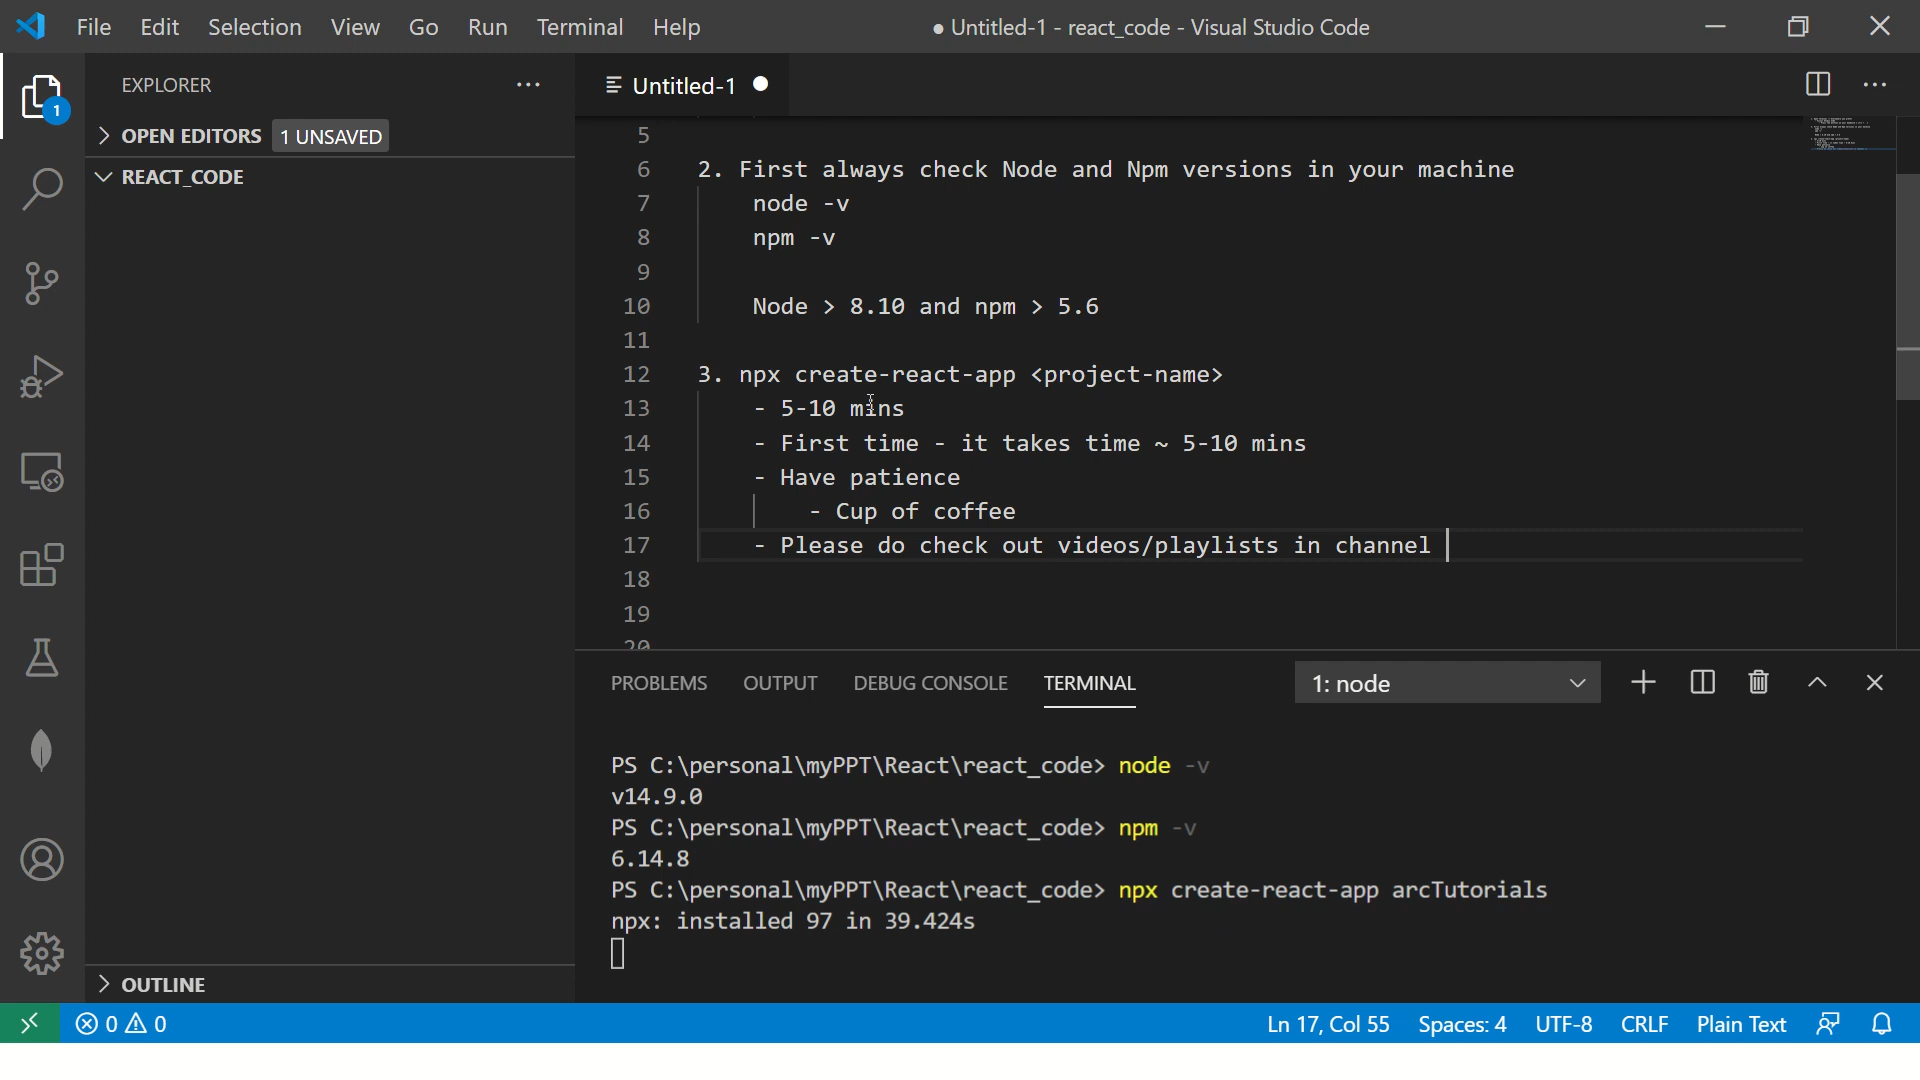 File Edit Selection View Go Run Terminal Help
● Untitled-1 - react_code - Visual Studio Code
EXPLORER
Untitled-1
1
OPEN EDITORS 1 UNSAVED
REACT_CODE
5
6 2. First always check Node and Npm versions in your machine
7 node -v
8 npm -v
9
10 Node > 8.10 and npm > 5.6
11
12 3. npx create-react-app <project-name>
13 - 5-10 mins
14 - First time - it takes time ~ 5-10 mins
15 - Have patience
16 - Cup of coffee
17 - Please do check out videos/playlists in channel
18
19
20
PROBLEMS OUTPUT DEBUG CONSOLE TERMINAL 1: node
PS C:\personal\myPPT\React\react_code> node -v
v14.9.0
PS C:\personal\myPPT\React\react_code> npm -v
6.14.8
PS C:\personal\myPPT\React\react_code> npx create-react-app arcTutorials
npx: installed 97 in 39.424s
OUTLINE
0 0 Ln 17, Col 55 Spaces: 4 UTF-8 CRLF Plain Text